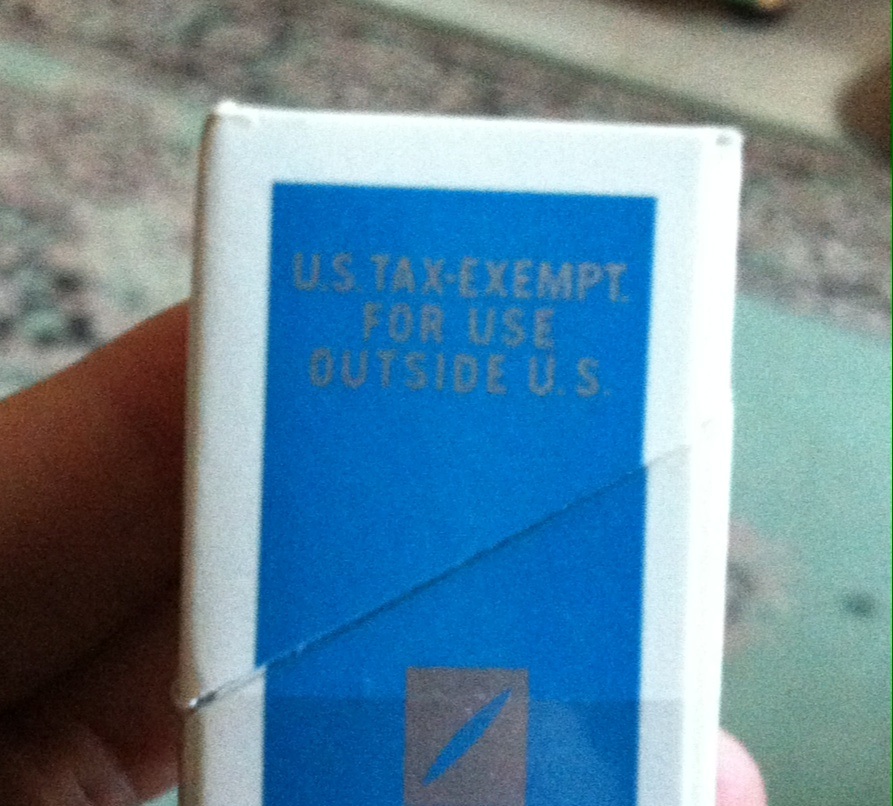 U.S. TAX-EXEMPT.
FOR USE
OUTSIDE U.S.